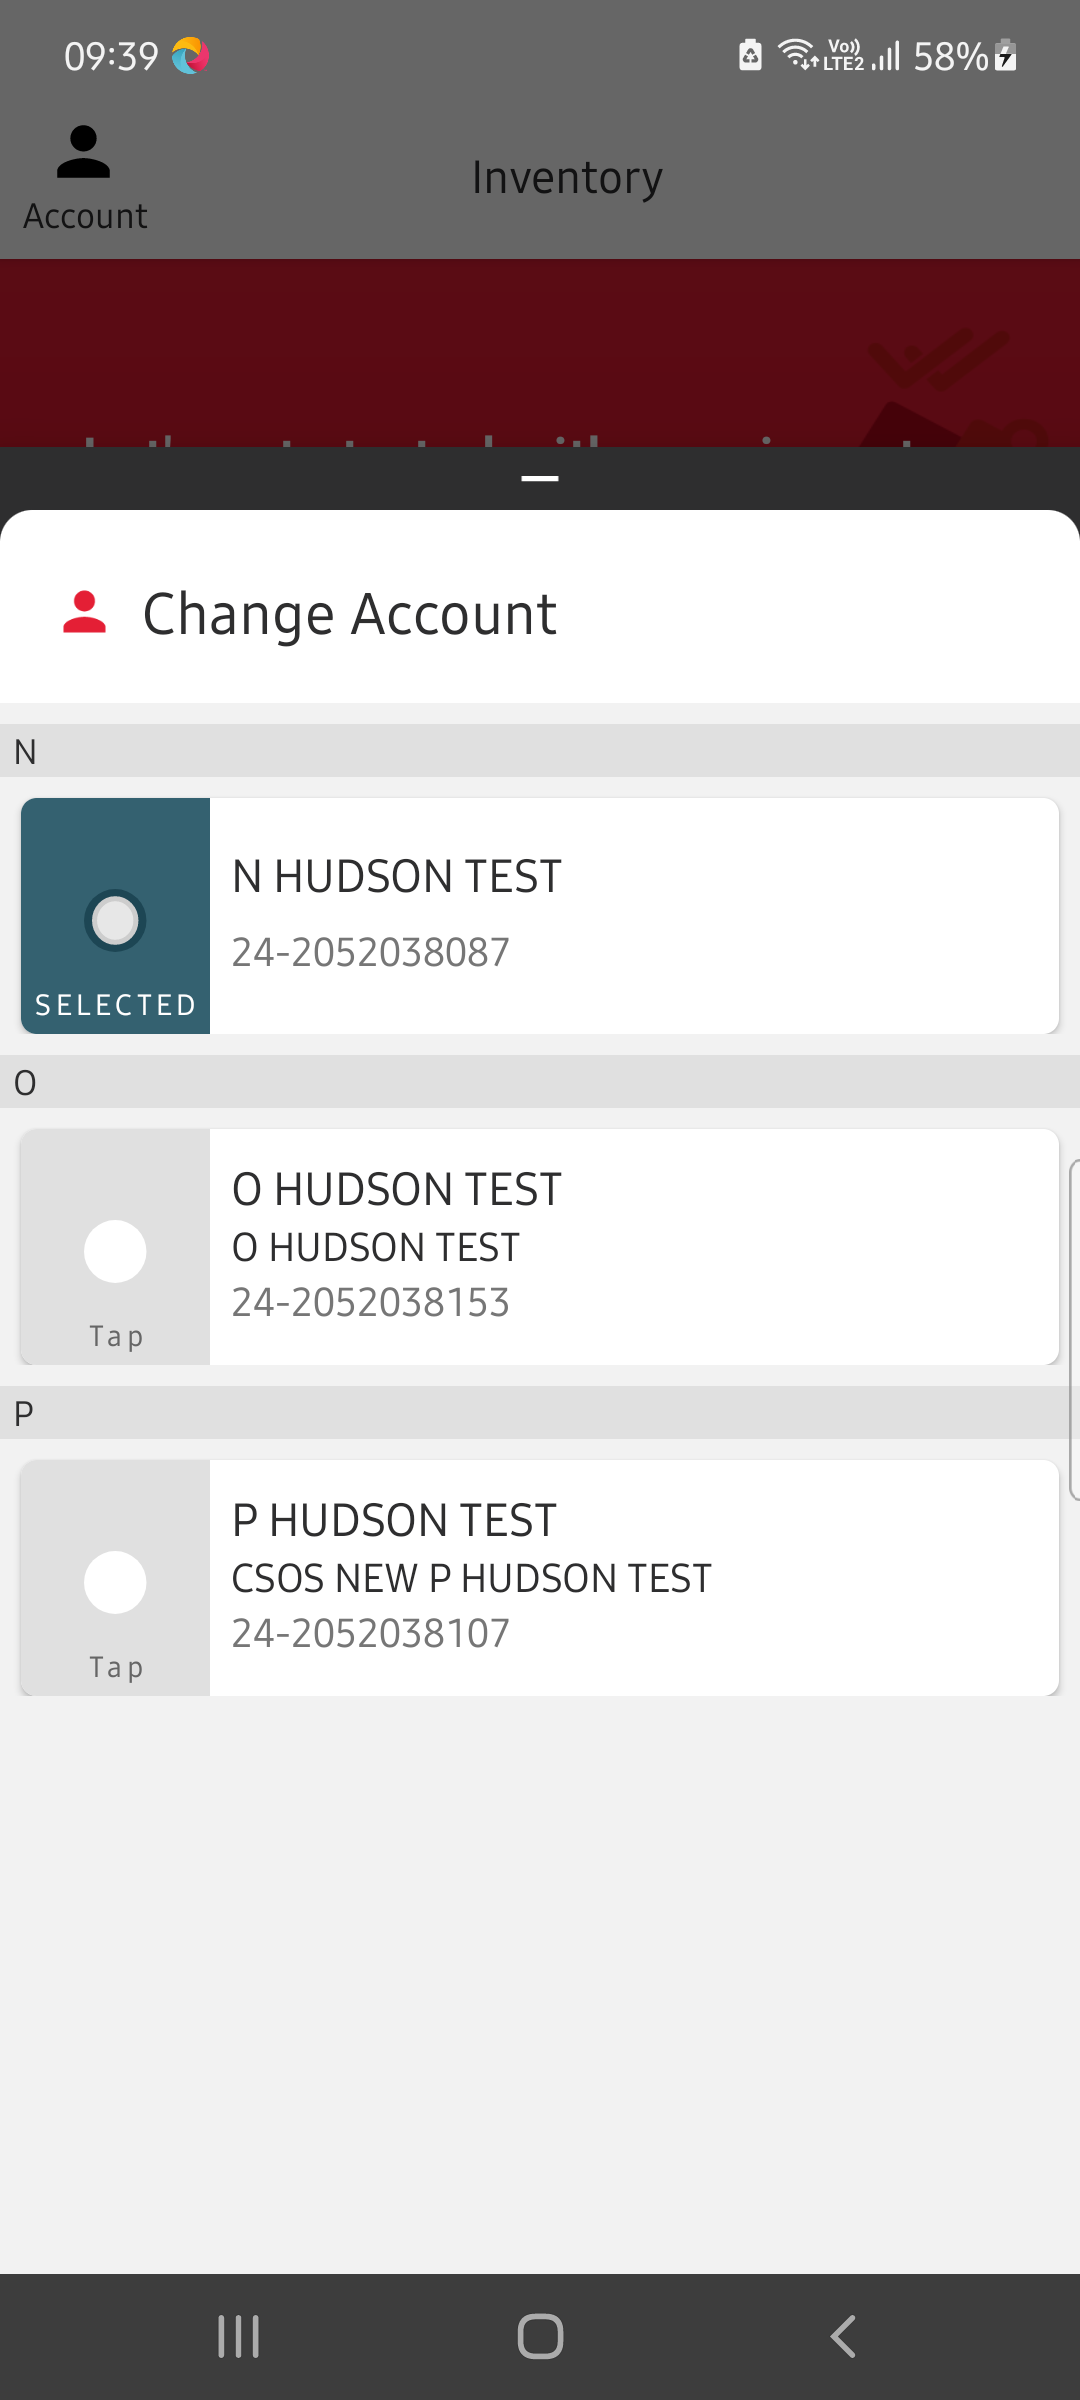 09:39
Vo)) LTE2 58%
Account
Inventory
Change Account
N
N HUDSON TEST
24-2052038087
SELECTED
O
O HUDSON TEST
O HUDSON TEST
24-2052038153
Tap
P
P HUDSON TEST
CSOS NEW P HUDSON TEST
24-2052038107
Tap